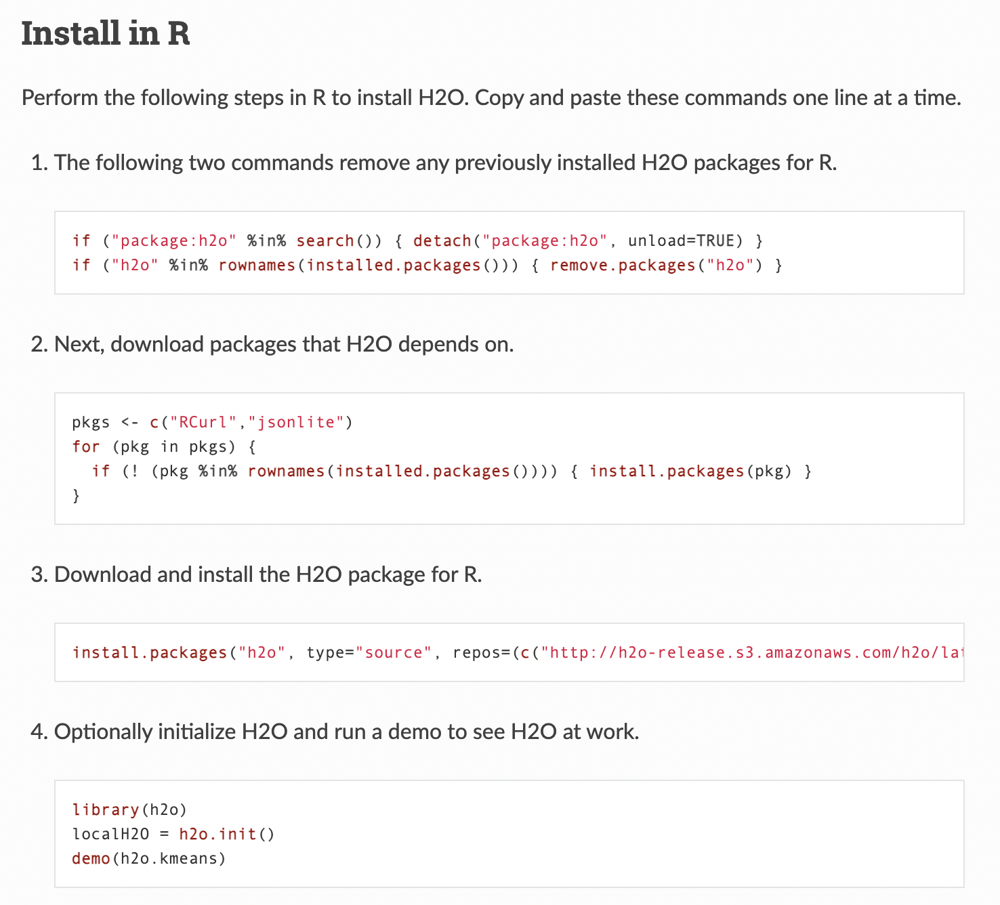 Install in R
Perform the following steps in R to install H2O. Copy and paste these commands one line at a time.
1. The following two commands remove any previously installed H2O packages for R.
if ("package:h2o" %in% search()) { detach("package:h2o", unload=TRUE) }
if ("h2o" %in% rownames(installed.packages())) { remove.packages("h2o") }
2. Next, download packages that H2O depends on.
pkgs <- c("RCurl","jsonlite")
for (pkg in pkgs) {
  if (! (pkg %in% rownames(installed.packages()))) { install.packages(pkg) }
}
3. Download and install the H2O package for R.
install.packages("h2o", type="source", repos=(c("http://h2o-release.s3.amazonaws.com/h2o/lat
4. Optionally initialize H2O and run a demo to see H2O at work.
library(h2o)
localH2O = h2o.init()
demo(h2o.kmeans)